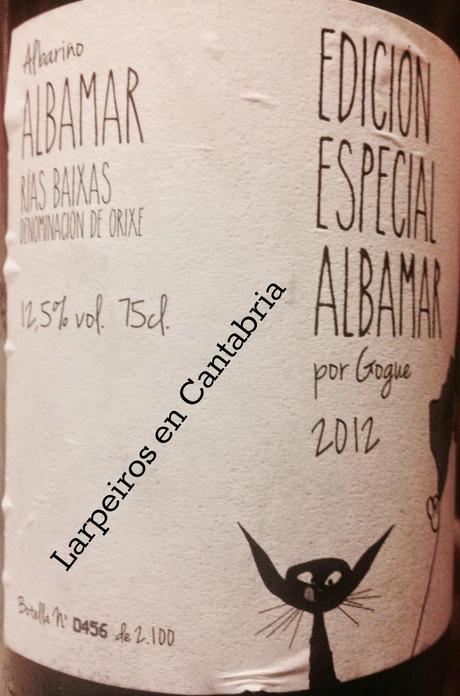 Albariño
ALBAMAR
RÍAS BAIXAS
DENOMINACIÓN DE ORIXE
12,5% vol. 75cl.
EDICIÓN
ESPECIAL
ALBAMAR
por Gogue
2012
Larpeiros en Cantabria
Botella Nº 0456 de 2.100